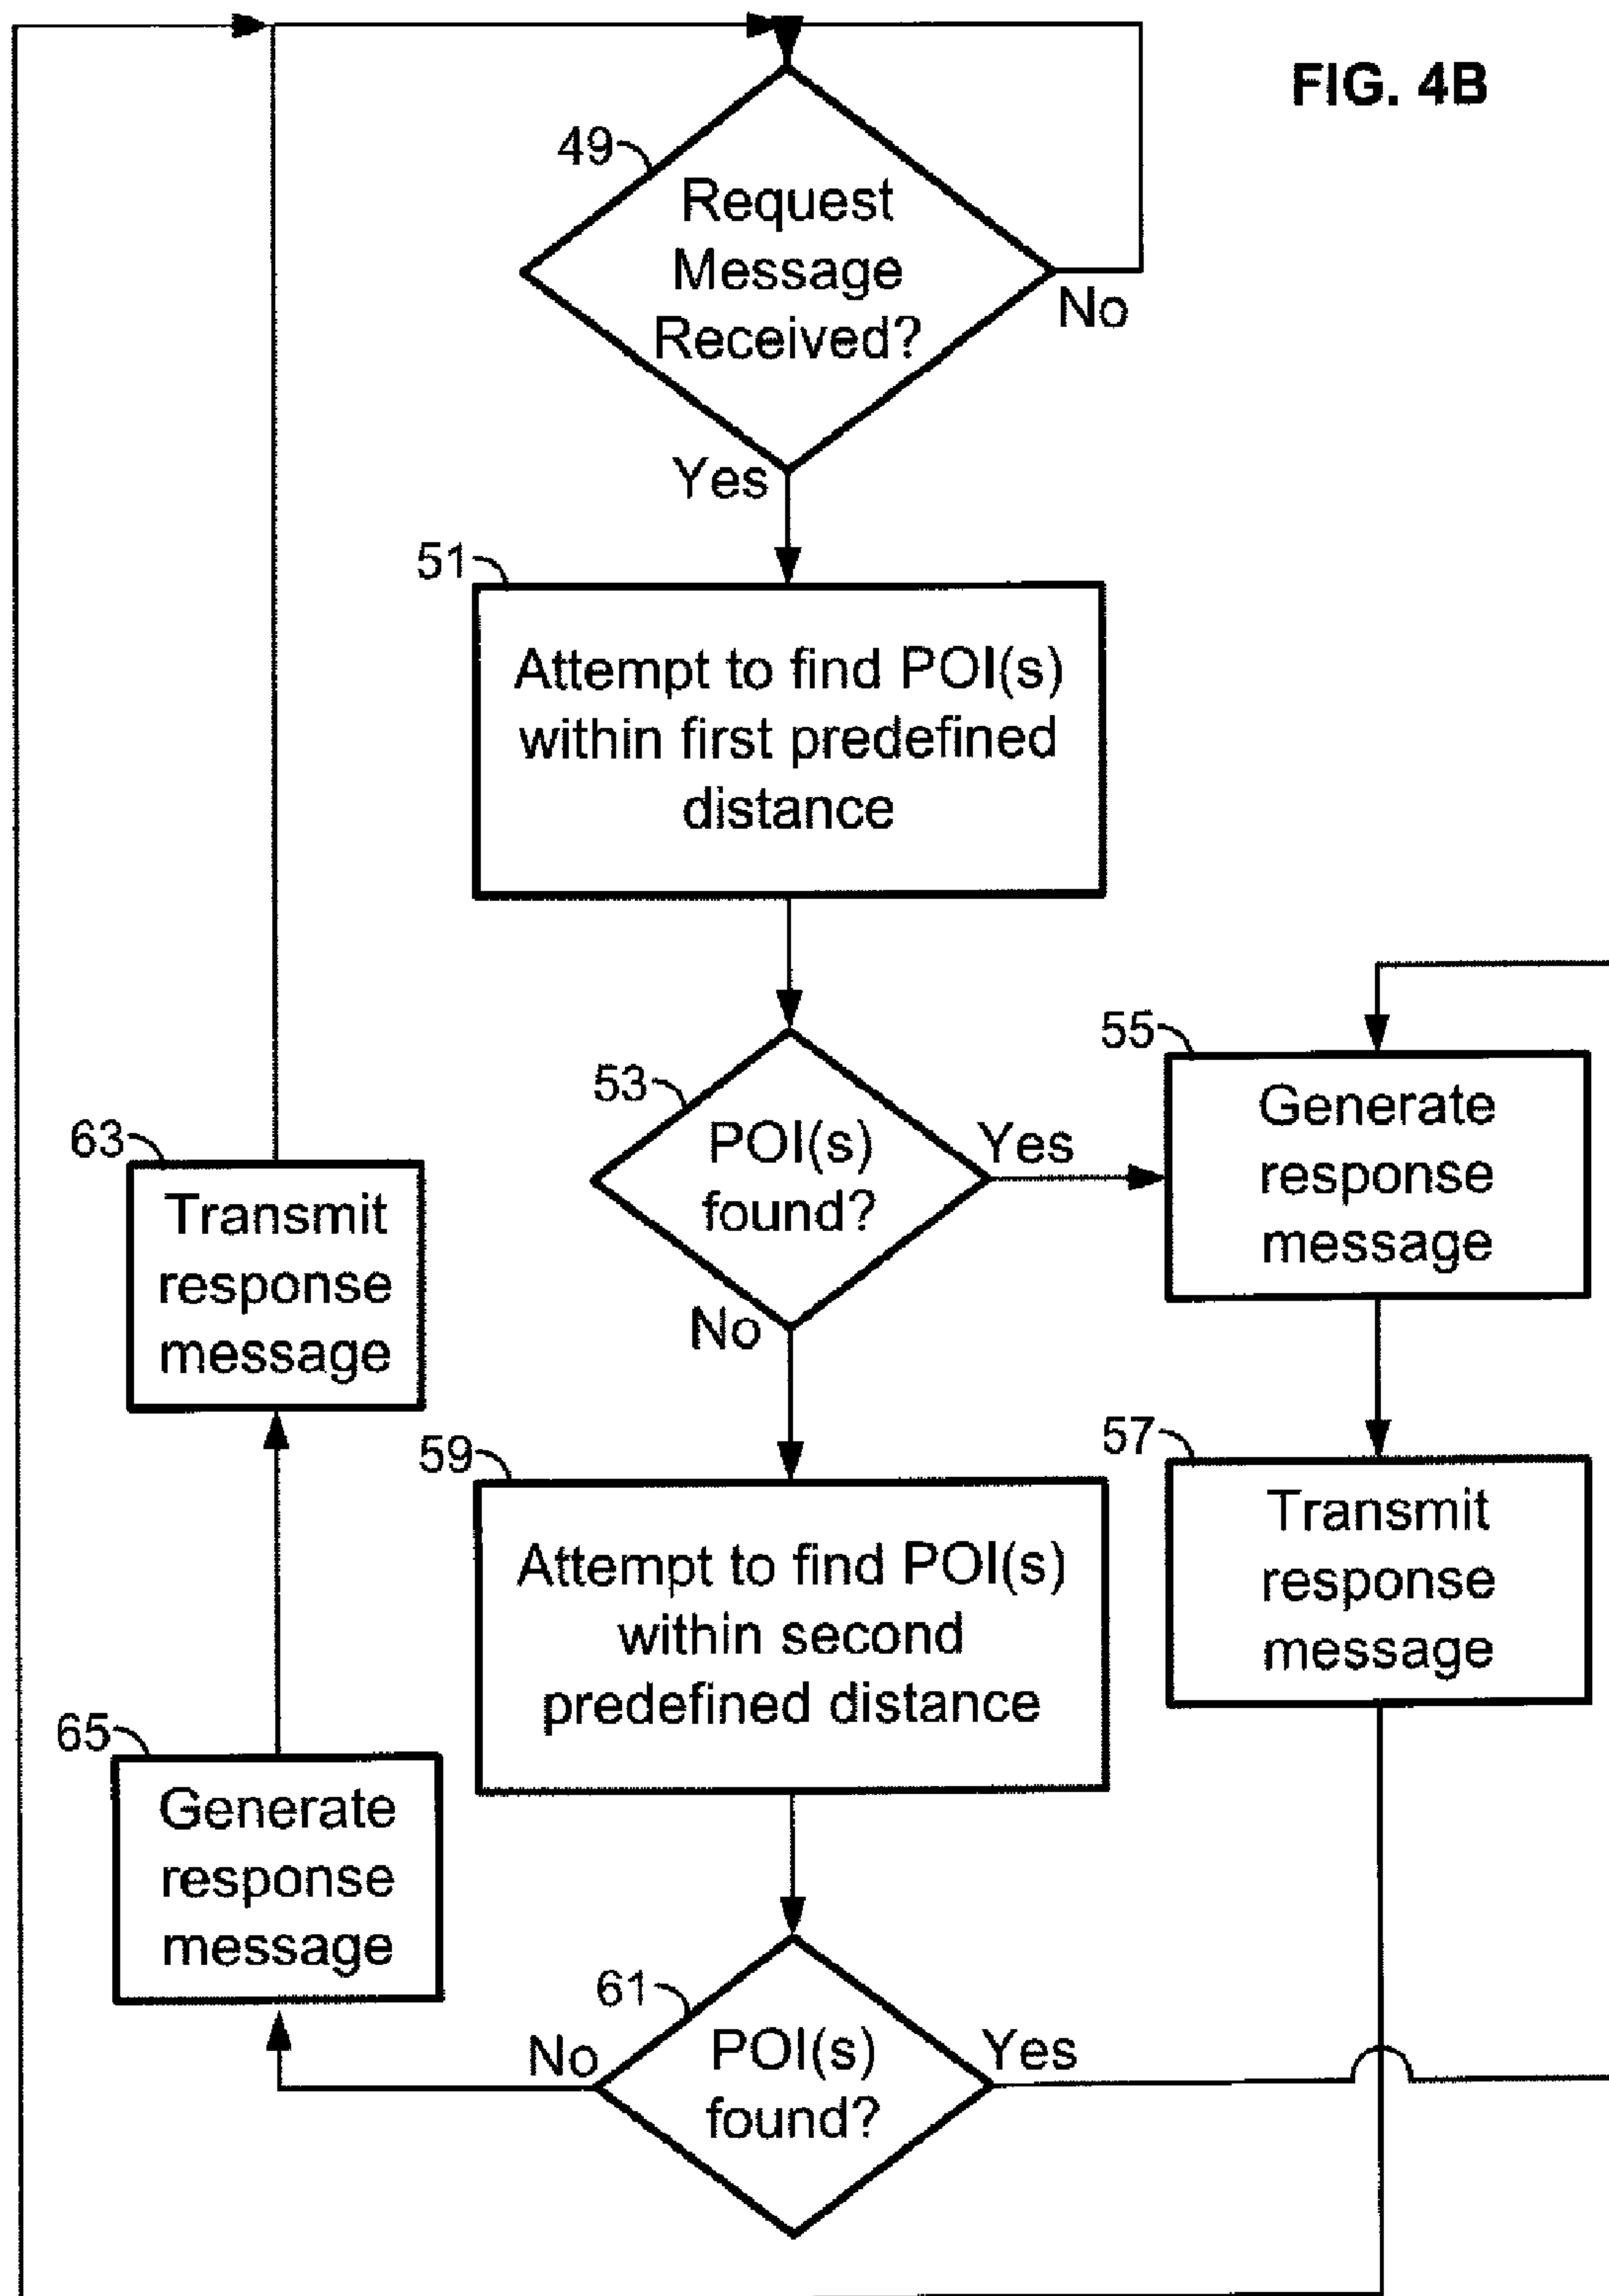 FIG. 4B
49
Request
Message
Received?
No
Yes
51
Attempt to find POI(s)
within first predefined
distance
53
POI(s)
found?
Yes
No
55
Generate
response
message
63
Transmit
response
message
57
Transmit
response
message
59
Attempt to find POI(s)
within second
predefined distance
65
Generate
response
message
61
POI(s)
found?
No
Yes